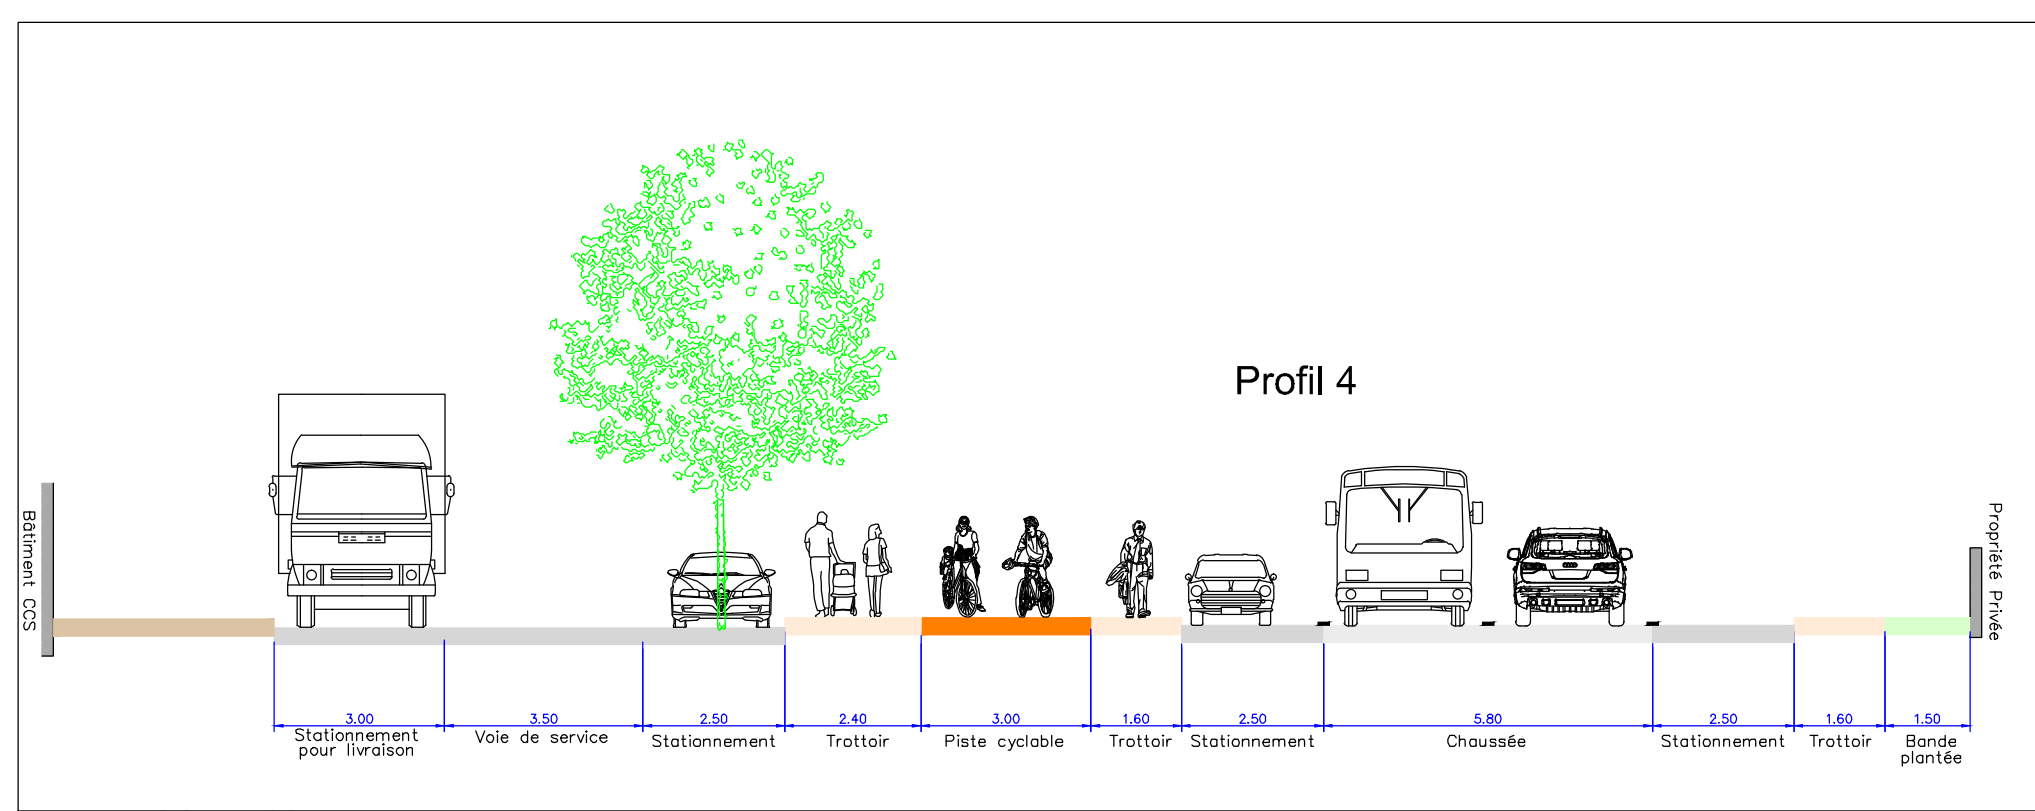 Profil 4
Bâtiment CCS
Propriété Privée
3.00
3.50
2.50
2.40
3.00
1.60
2.50
5.80
2.50
1.60
1.50
Stationnement
pour livraison
Voie de service
Stationnement
Trottoir
Piste cyclable
Trottoir
Stationnement
Chaussée
Stationnement
Trottoir
Bande
plantée